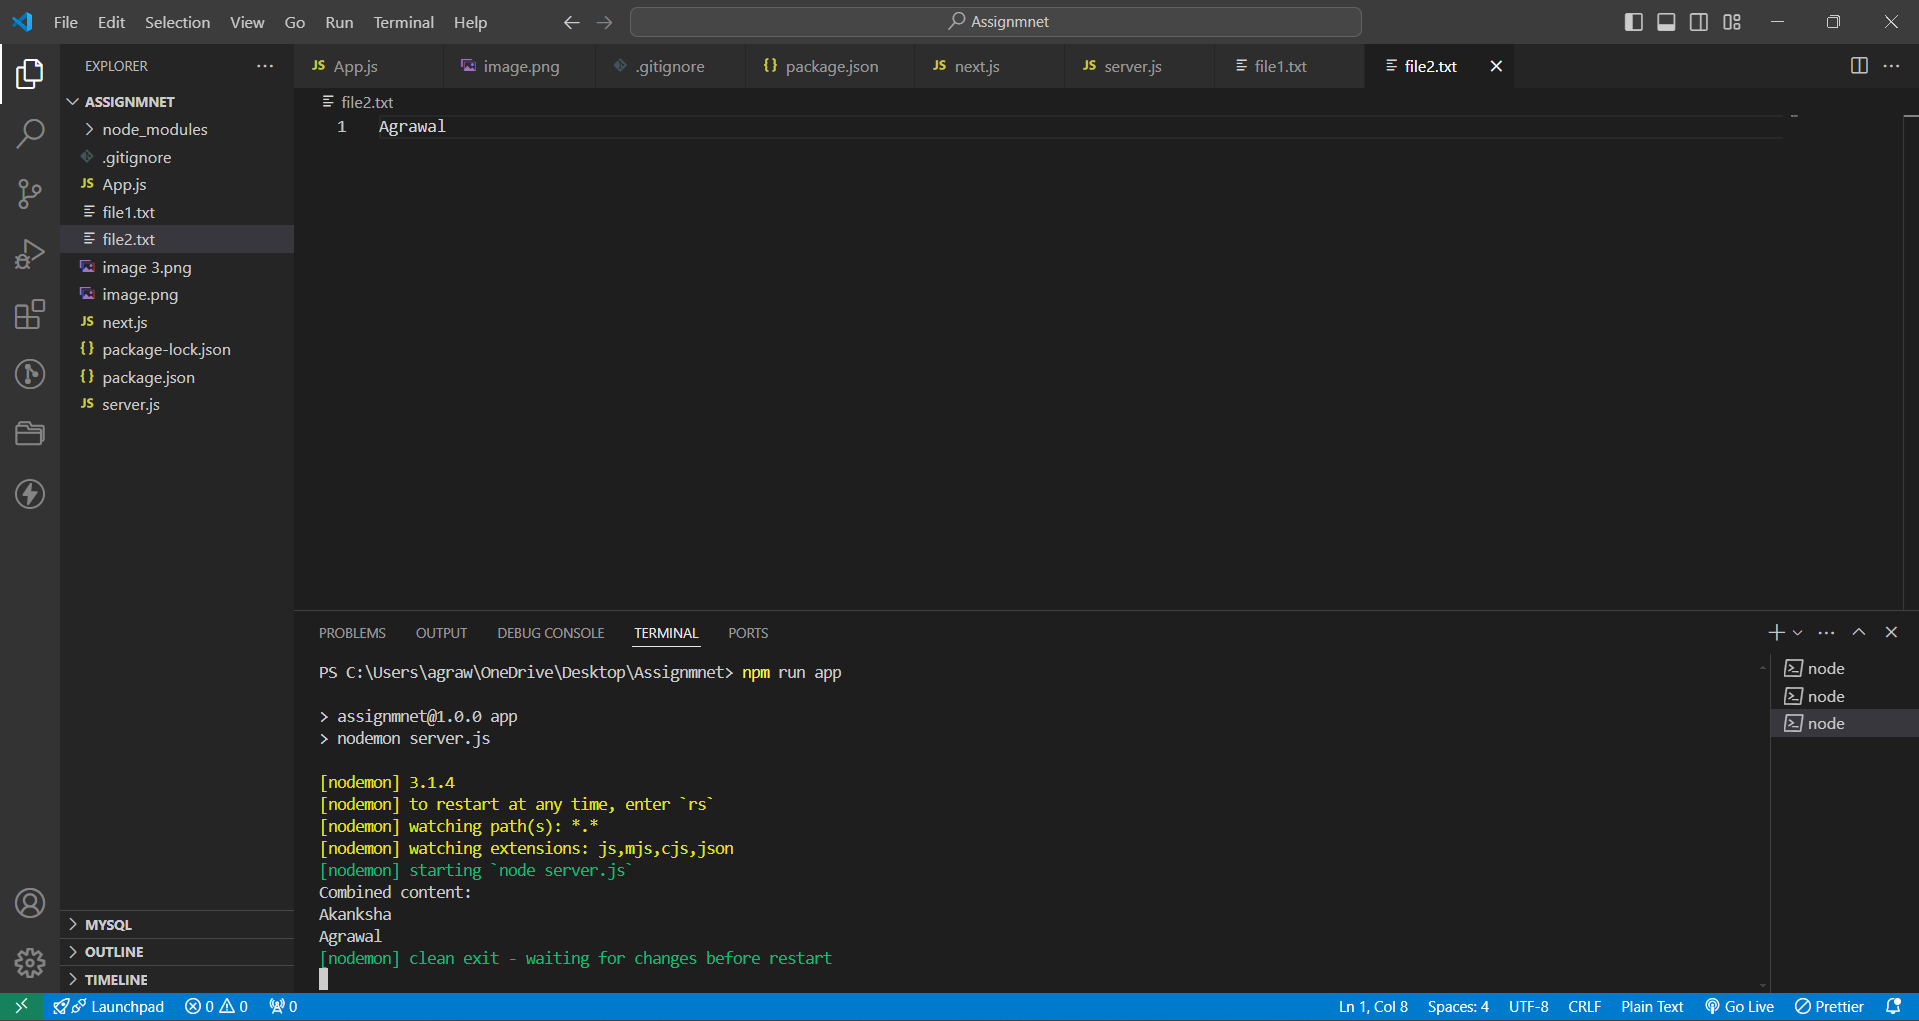 File Edit Selection View Go Run Terminal Help
Assignmnet
EXPLORER
ASSIGNMNET
node_modules
.gitignore
JS App.js
file1.txt
file2.txt
image 3.png
image.png
JS next.js
{} package-lock.json
{} package.json
JS server.js
MYSQL
OUTLINE
TIMELINE
JS App.js image.png .gitignore {} package.json JS next.js JS server.js file1.txt file2.txt
file2.txt
1 Agrawal
PROBLEMS OUTPUT DEBUG CONSOLE TERMINAL PORTS
PS C:\Users\agraw\OneDrive\Desktop\Assignmnet> npm run app
> assignmnet@1.0.0 app
> nodemon server.js
[nodemon] 3.1.4
[nodemon] to restart at any time, enter `rs`
[nodemon] watching path(s): *.*
[nodemon] watching extensions: js,mjs,cjs,json
[nodemon] starting `node server.js`
Combined content:
Akanksha
Agrawal
[nodemon] clean exit - waiting for changes before restart
node
node
node
Launchpad 0 0 0 Ln 1, Col 8 Spaces: 4 UTF-8 CRLF Plain Text Go Live Prettier